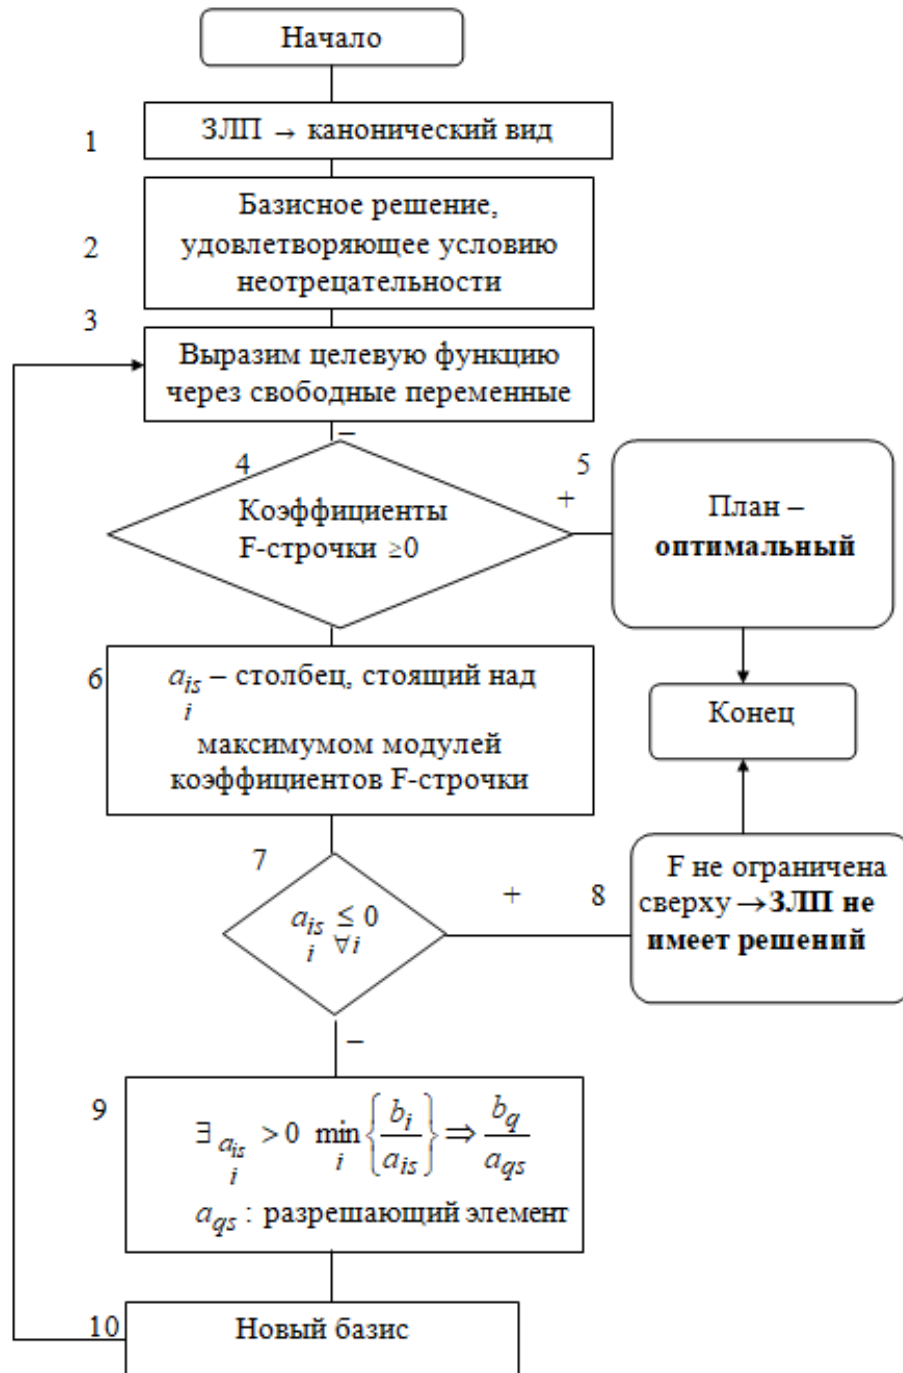 Начало
1
ЗЛП → канонический вид
2
Базисное решение,
удовлетворяющее условию
неотрецательности
3
Выразим целевую функцию
через свободные переменные
–
4
Коэффициенты
F-строчки ≥0
+
5
План –
оптимальный
6
a_is – столбец, стоящий над
i
максимумом модулей
коэффициентов F-строчки
Конец
7
a_is ≤ 0
i ∀i
+
8
F не ограничена
сверху →ЗЛП не
имеет решений
–
9
∃ a_is > 0 min {b_i / a_is} ⇒ b_q / a_qs
i i
a_qs : разрешающий элемент
10
Новый базис